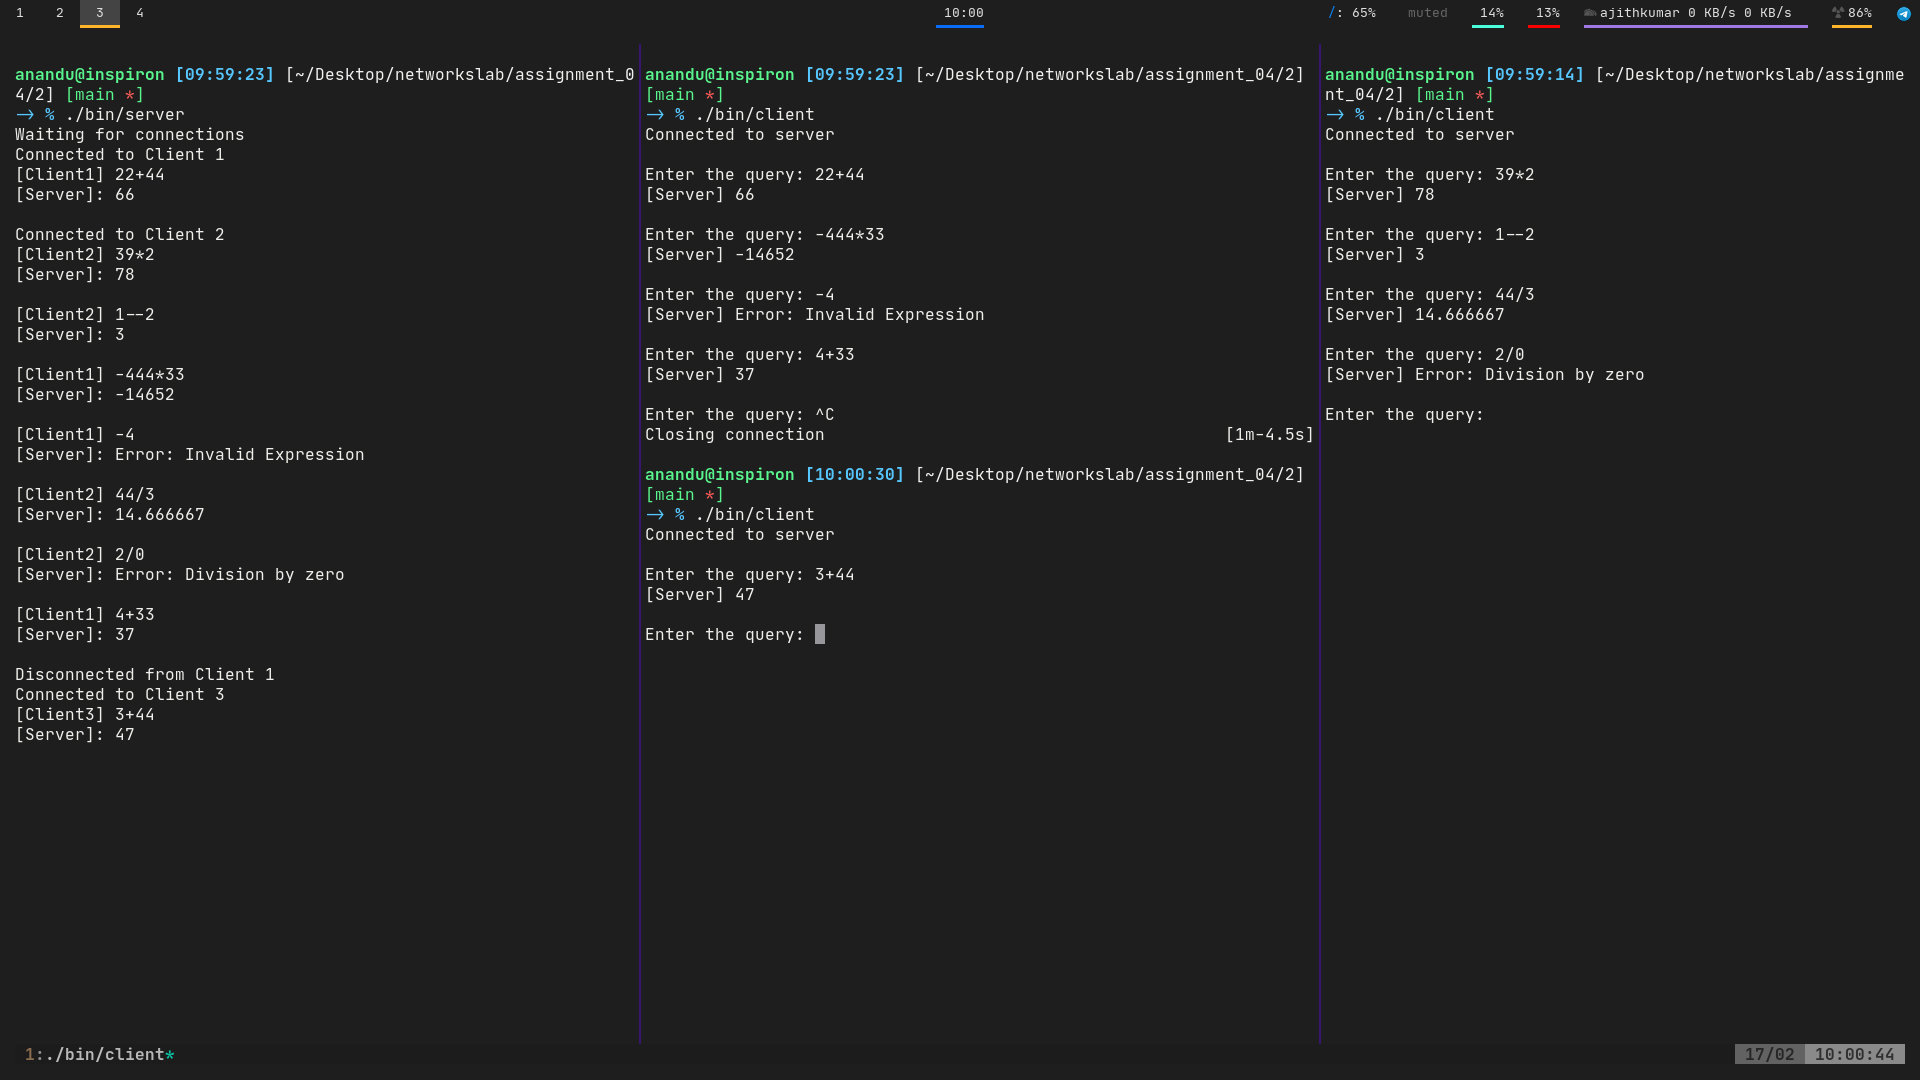 1 2 3 4 10:00 /: 65% muted 14% 13% ajithkumar 0 KB/s 0 KB/s 86%
anandu@inspiron [09:59:23] [~/Desktop/networkslab/assignment_0
4/2] [main *]
→ % ./bin/server
Waiting for connections
Connected to Client 1
[Client1] 22+44
[Server]: 66
Connected to Client 2
[Client2] 39*2
[Server]: 78
[Client2] 1--2
[Server]: 3
[Client1] -444*33
[Server]: -14652
[Client1] -4
[Server]: Error: Invalid Expression
[Client2] 44/3
[Server]: 14.666667
[Client2] 2/0
[Server]: Error: Division by zero
[Client1] 4+33
[Server]: 37
Disconnected from Client 1
Connected to Client 3
[Client3] 3+44
[Server]: 47
anandu@inspiron [09:59:23] [~/Desktop/networkslab/assignment_04/2]
[main *]
→ % ./bin/client
Connected to server
Enter the query: 22+44
[Server] 66
Enter the query: -444*33
[Server] -14652
Enter the query: -4
[Server] Error: Invalid Expression
Enter the query: 4+33
[Server] 37
Enter the query: ^C
Closing connection [1m-4.5s]
anandu@inspiron [10:00:30] [~/Desktop/networkslab/assignment_04/2]
[main *]
→ % ./bin/client
Connected to server
Enter the query: 3+44
[Server] 47
Enter the query:
anandu@inspiron [09:59:14] [~/Desktop/networkslab/assignme
nt_04/2] [main *]
→ % ./bin/client
Connected to server
Enter the query: 39*2
[Server] 78
Enter the query: 1--2
[Server] 3
Enter the query: 44/3
[Server] 14.666667
Enter the query: 2/0
[Server] Error: Division by zero
Enter the query:
1:./bin/client* 17/02 10:00:44